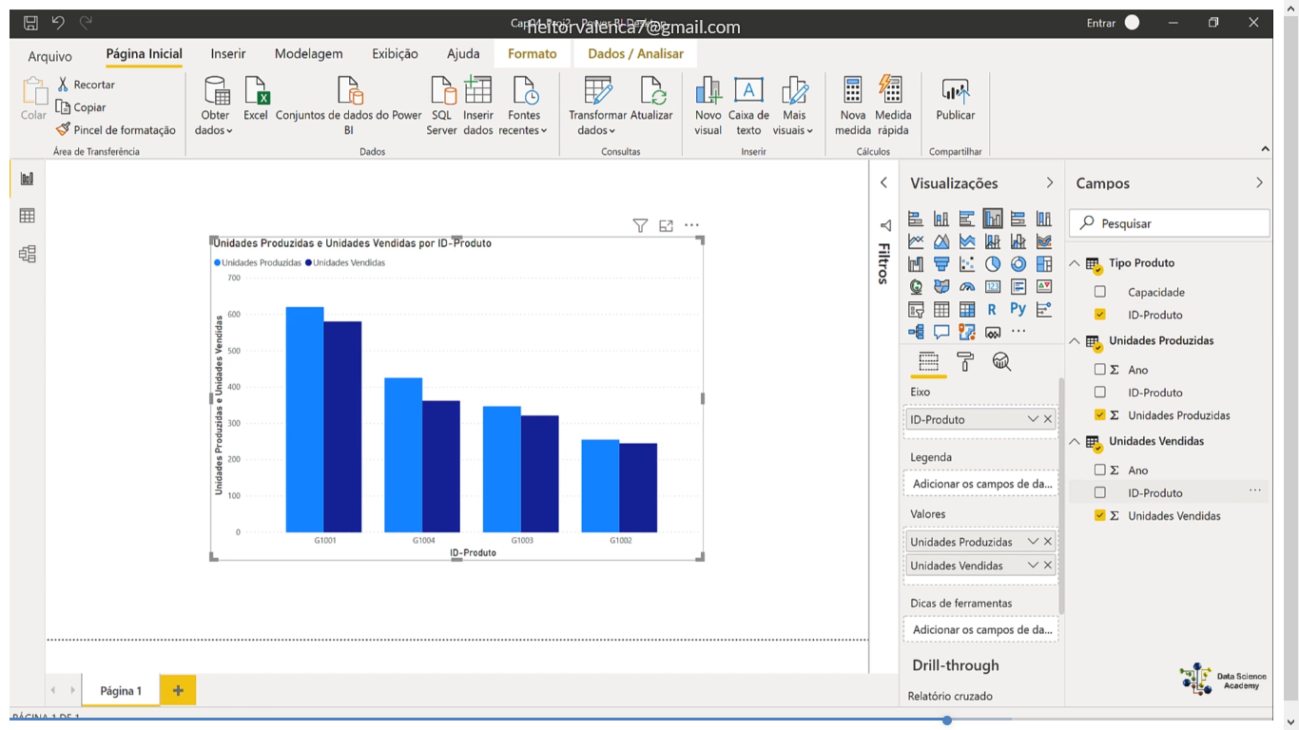 heitorvalenca7@gmail.com
Entrar
Arquivo
Página Inicial
Inserir
Modelagem
Exibição
Ajuda
Formato
Dados / Analisar
Colar
Recortar
Copiar
Pincel de formatação
Área de Transferência
Obter dados
Excel
Conjuntos de dados do Power BI
SQL Server
Inserir dados
Fontes recentes
Dados
Transformar dados
Atualizar
Consultas
Novo visual
Caixa de texto
Mais visuais
Inserir
Nova medida
Medida rápida
Cálculos
Publicar
Compartilhar
Unidades Produzidas e Unidades Vendidas por ID-Produto
Unidades Produzidas
Unidades Vendidas
700
600
500
400
300
200
100
0
Unidades Produzidas e Unidades Vendidas
G1001
G1004
G1003
G1002
ID-Produto
Filtros
Visualizações
R
Py
Eixo
ID-Produto
Legenda
Adicionar os campos de da...
Valores
Unidades Produzidas
Unidades Vendidas
Dicas de ferramentas
Adicionar os campos de da...
Drill-through
Relatório cruzado
Campos
Pesquisar
Tipo Produto
Capacidade
ID-Produto
Unidades Produzidas
Σ Ano
ID-Produto
Σ Unidades Produzidas
Unidades Vendidas
Σ Ano
ID-Produto
Σ Unidades Vendidas
Data Science
Academy
Página 1
PÁGINA 1 DE 1